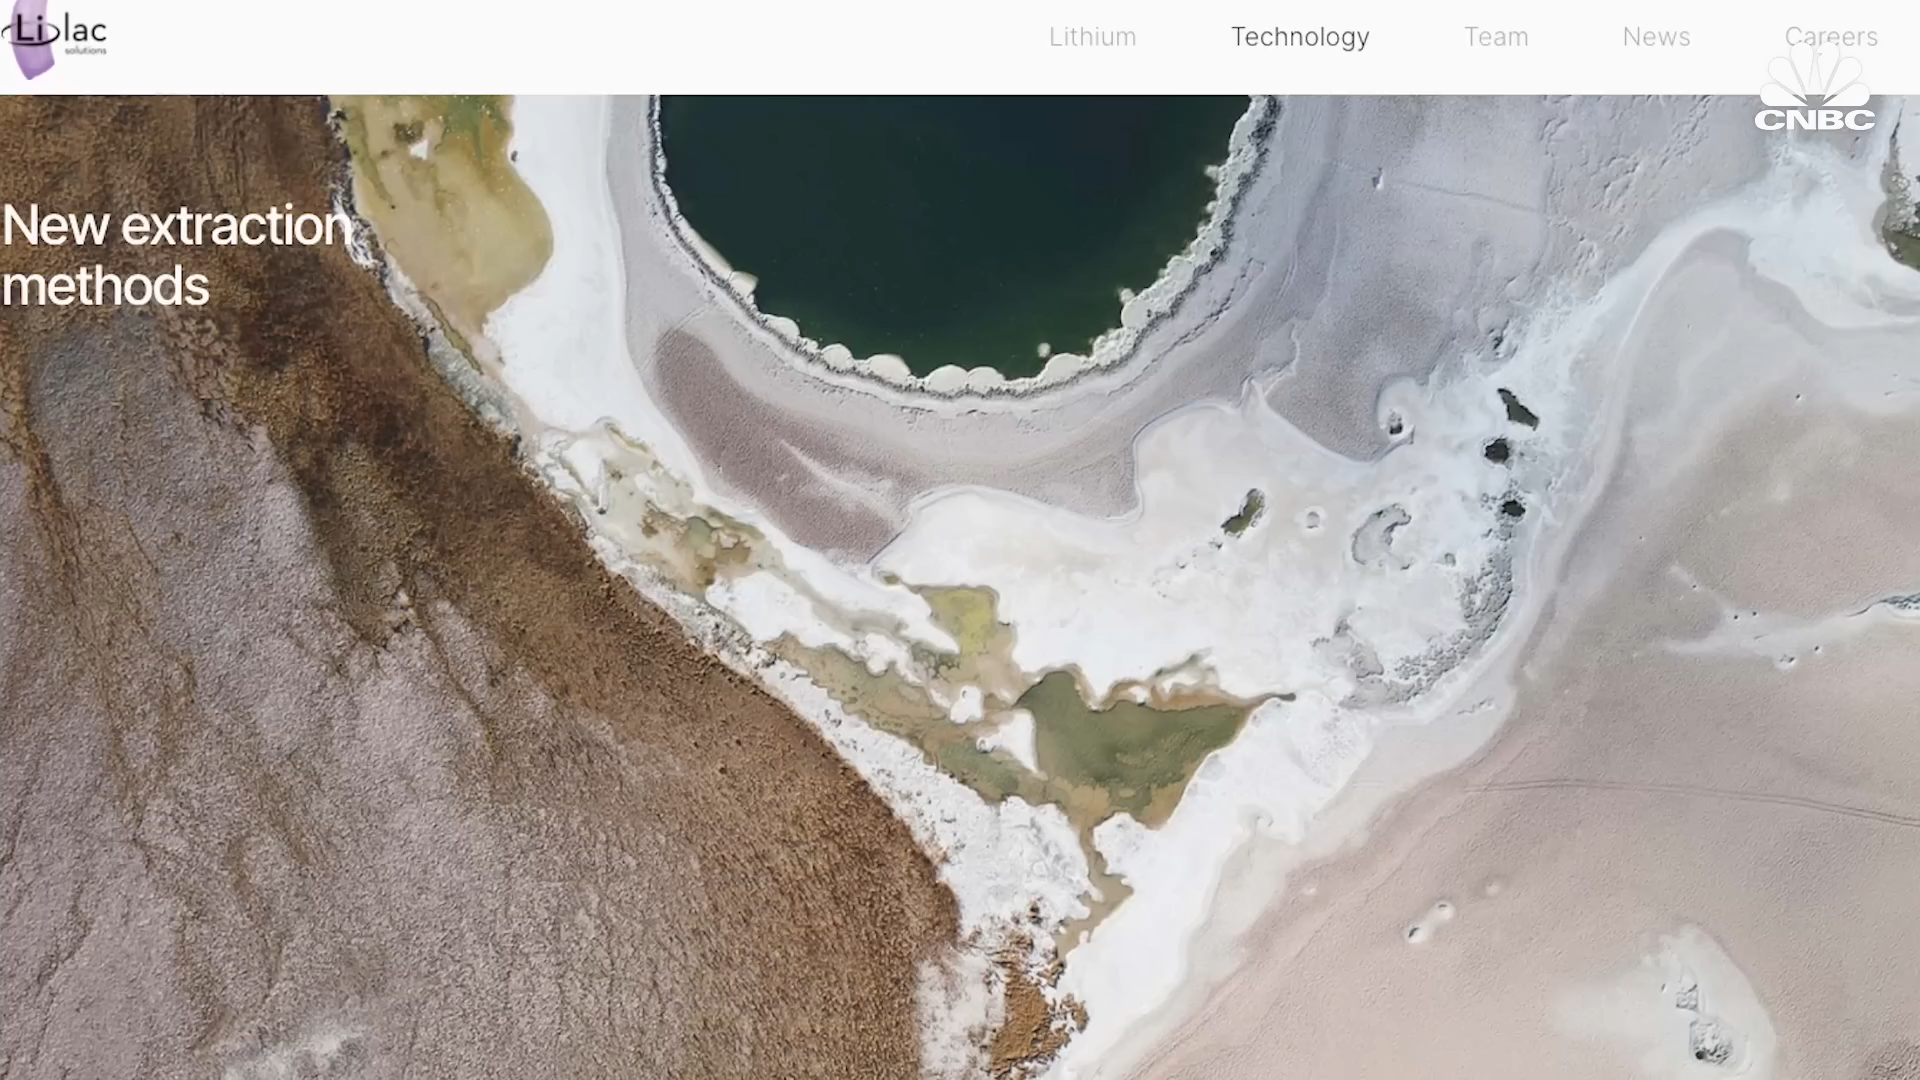 Lilac
solutions
Lithium
Technology
Team
News
Careers
CNBC
New extraction
methods